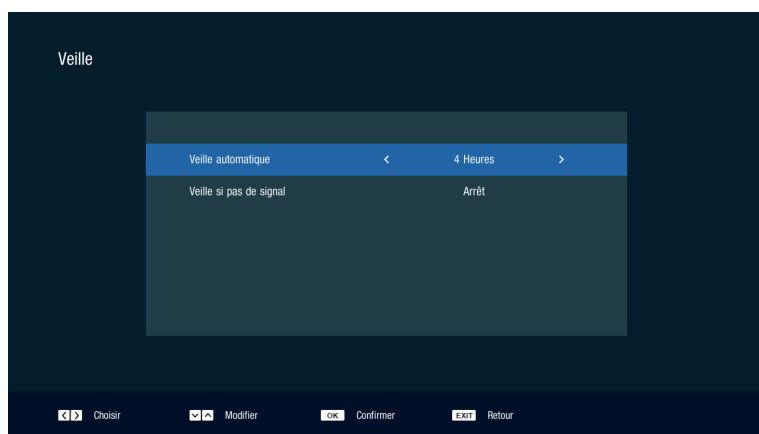 Veille
Veille automatique < 4 Heures >
Veille si pas de signal Arrêt
< > Choisir ∨ ∧ Modifier OK Confirmer EXIT Retour